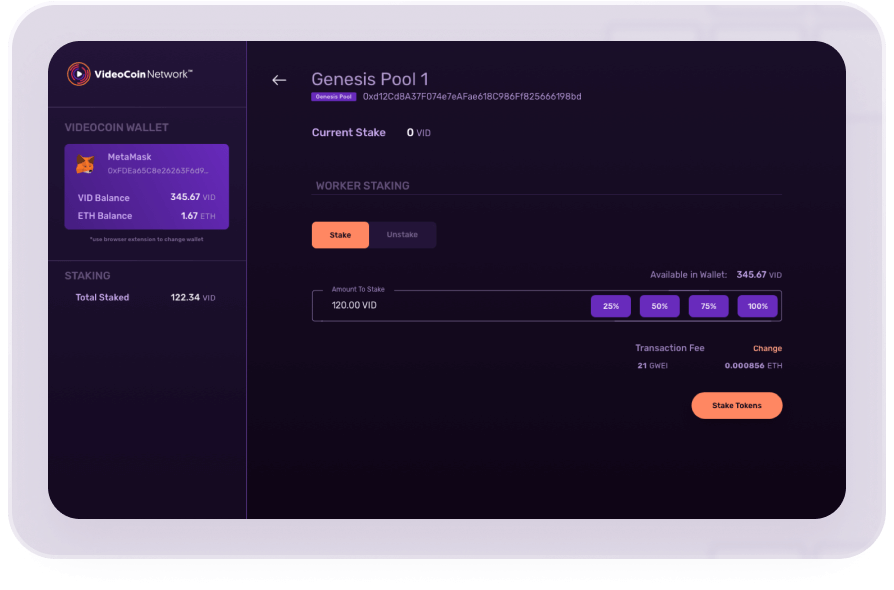 VideoCoin Network™
VIDEOCOIN WALLET
MetaMask
0xFDEa65C8e26263F6d9...
VID Balance 345.67 VID
ETH Balance 1.67 ETH
*use browser extension to change wallet
STAKING
Total Staked 122.34 VID
Genesis Pool 1
Genesis Pool 0xd12Cd8A37F074e7eAFae618C986Ff825666198bd
Current Stake 0 VID
WORKER STAKING
Stake Unstake
Available in Wallet: 345.67 VID
Amount To Stake
120.00 VID 25% 50% 75% 100%
Transaction Fee Change
21 GWEI 0.000856 ETH
Stake Tokens